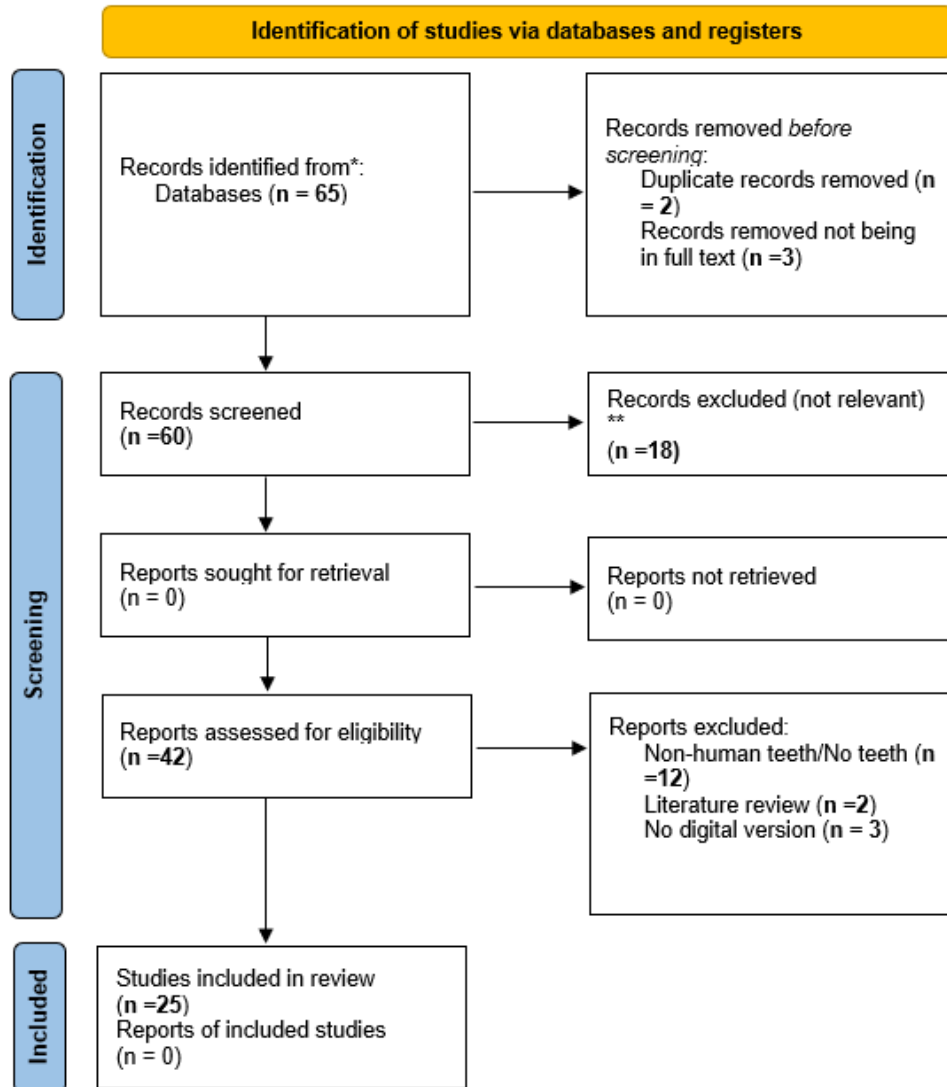 Identification of studies via databases and registers
Identification
Records identified from*:
Databases (n = 65)
Records removed before
screening:
Duplicate records removed (n
= 2)
Records removed not being
in full text (n =3)
Screening
Records screened
(n =60)
Records excluded (not relevant)
**
(n =18)
Reports sought for retrieval
(n = 0)
Reports not retrieved
(n = 0)
Reports assessed for eligibility
(n =42)
Reports excluded:
Non-human teeth/No teeth (n
=12)
Literature review (n =2)
No digital version (n = 3)
Included
Studies included in review
(n =25)
Reports of included studies
(n = 0)